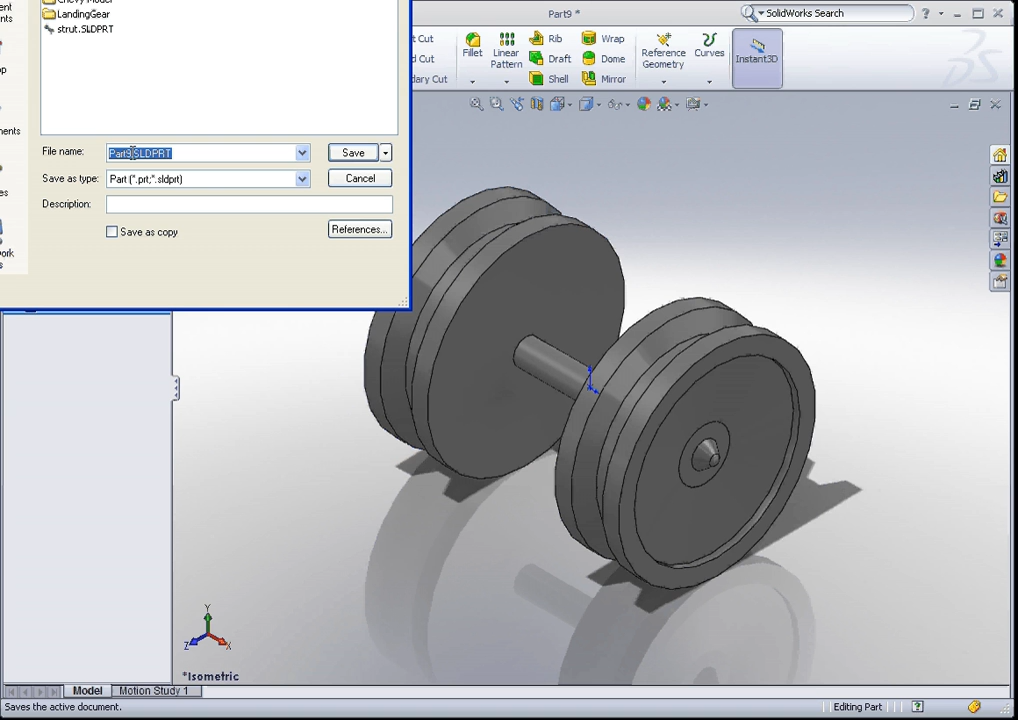 Part9 *
SolidWorks Search
LandingGear
strut.SLDPRT
Cut
Cut
Cut
Fillet
Linear
Pattern
Rib
Draft
Shell
Wrap
Dome
Mirror
Reference
Geometry
Curves
Instant3D
File name:
Part9.SLDPRT
Save
Save as type:
Part (*.prt;*.sldprt)
Cancel
Description:
Save as copy
References...
Y
Z
X
*Isometric
Model
Motion Study 1
Saves the active document.
Editing Part